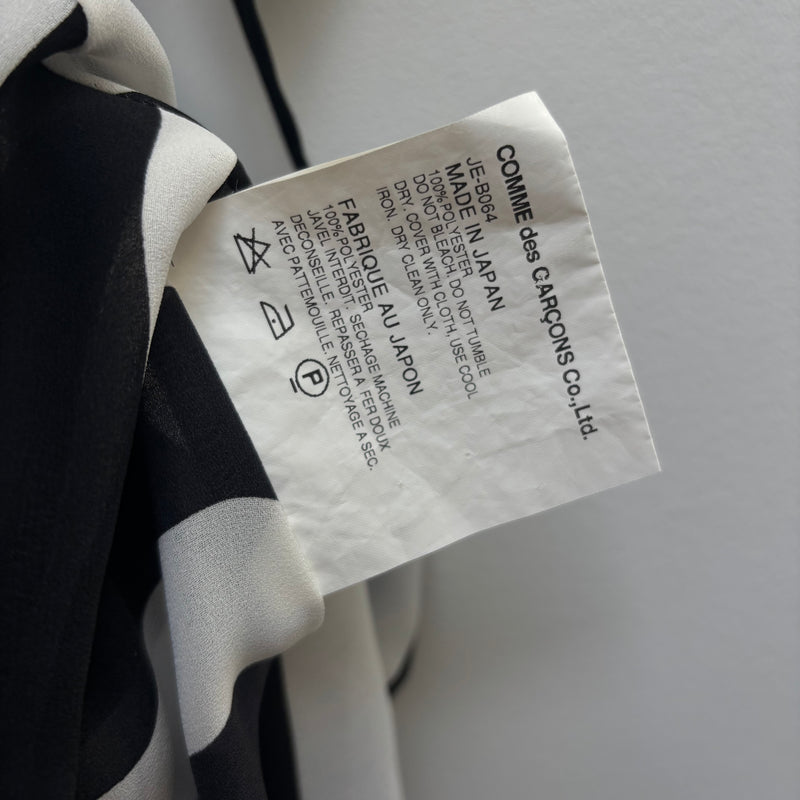 COMME des GARÇONS Co.,Ltd.
JE-B064
MADE IN JAPAN
100%POLYESTER
DO NOT BLEACH, DO NOT TUMBLE
DRY. COVER WITH CLOTH, USE COOL
IRON. DRY CLEAN ONLY.
FABRIQUE AU JAPON
100%POLYESTER
JAVEL INTERDIT. SECHAGE MACHINE
DECONSEILLE. REPASSER A FER DOUX
AVEC PATTEMOUILLE. NETTOYAGE A SEC.
P